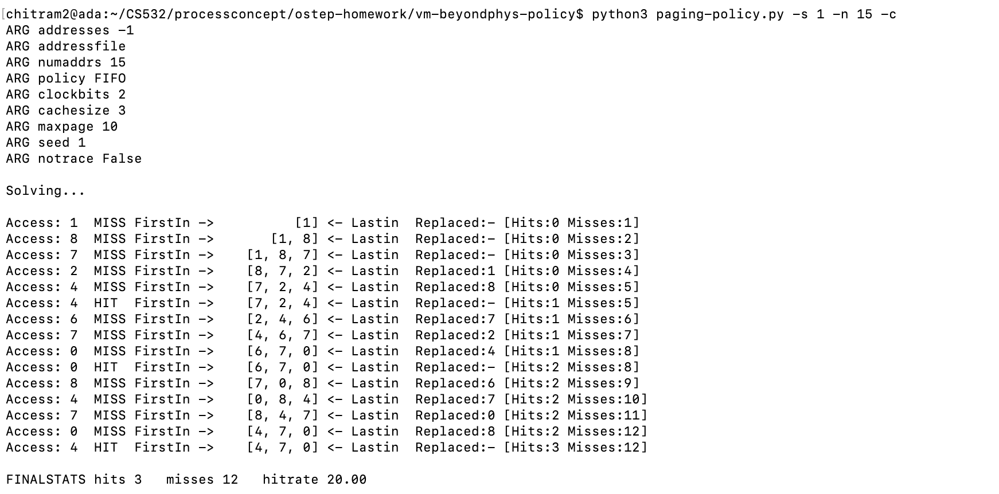 [chitram2@ada:~/CS532/processconcept/ostep-homework/vm-beyondphys-policy$ python3 paging-policy.py -s 1 -n 15 -c
ARG addresses -1
ARG addressfile
ARG numaddrs 15
ARG policy FIFO
ARG clockbits 2
ARG cachesize 3
ARG maxpage 10
ARG seed 1
ARG notrace False

Solving...

Access: 1  MISS FirstIn ->          [1] <- Lastin  Replaced:- [Hits:0 Misses:1]
Access: 8  MISS FirstIn ->       [1, 8] <- Lastin  Replaced:- [Hits:0 Misses:2]
Access: 7  MISS FirstIn ->    [1, 8, 7] <- Lastin  Replaced:- [Hits:0 Misses:3]
Access: 2  MISS FirstIn ->    [8, 7, 2] <- Lastin  Replaced:1 [Hits:0 Misses:4]
Access: 4  MISS FirstIn ->    [7, 2, 4] <- Lastin  Replaced:8 [Hits:0 Misses:5]
Access: 4  HIT  FirstIn ->    [7, 2, 4] <- Lastin  Replaced:- [Hits:1 Misses:5]
Access: 6  MISS FirstIn ->    [2, 4, 6] <- Lastin  Replaced:7 [Hits:1 Misses:6]
Access: 7  MISS FirstIn ->    [4, 6, 7] <- Lastin  Replaced:2 [Hits:1 Misses:7]
Access: 0  MISS FirstIn ->    [6, 7, 0] <- Lastin  Replaced:4 [Hits:1 Misses:8]
Access: 0  HIT  FirstIn ->    [6, 7, 0] <- Lastin  Replaced:- [Hits:2 Misses:8]
Access: 8  MISS FirstIn ->    [7, 0, 8] <- Lastin  Replaced:6 [Hits:2 Misses:9]
Access: 4  MISS FirstIn ->    [0, 8, 4] <- Lastin  Replaced:7 [Hits:2 Misses:10]
Access: 7  MISS FirstIn ->    [8, 4, 7] <- Lastin  Replaced:0 [Hits:2 Misses:11]
Access: 0  MISS FirstIn ->    [4, 7, 0] <- Lastin  Replaced:8 [Hits:2 Misses:12]
Access: 4  HIT  FirstIn ->    [4, 7, 0] <- Lastin  Replaced:- [Hits:3 Misses:12]

FINALSTATS hits 3   misses 12   hitrate 20.00